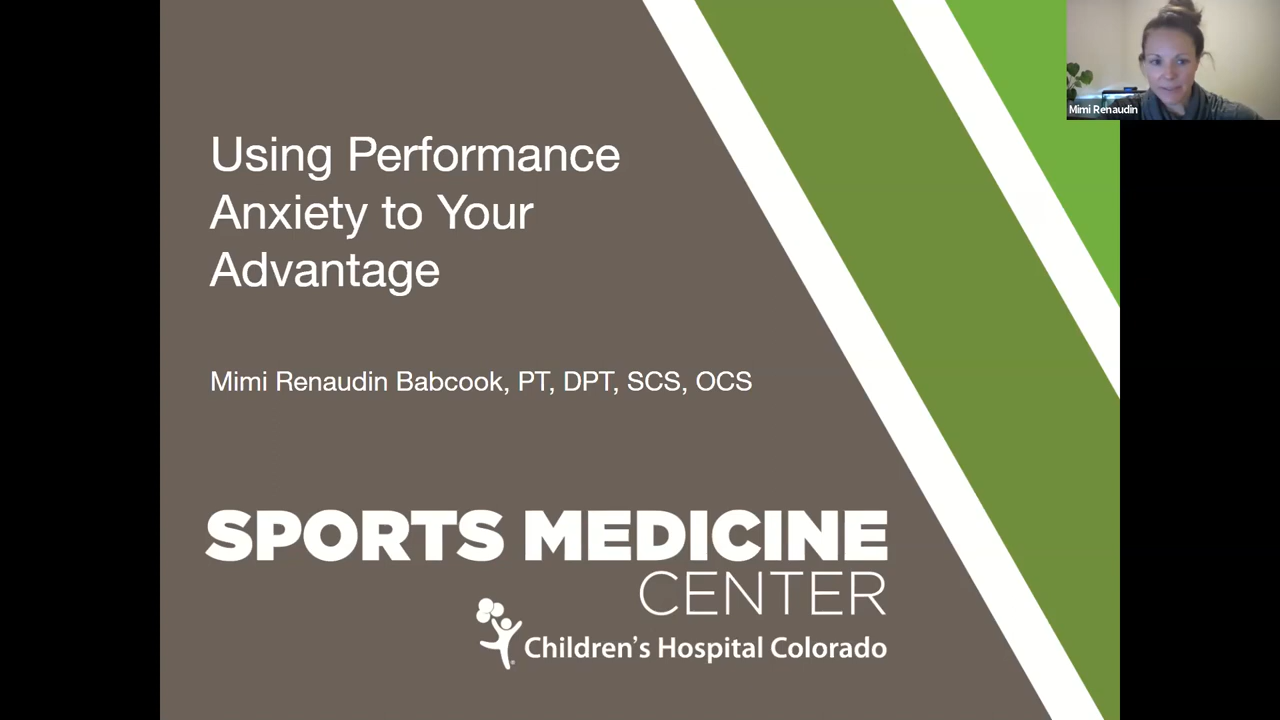 Using Performance
Anxiety to Your
Advantage
Mimi Renaudin Babcook, PT, DPT, SCS, OCS
SPORTS MEDICINE
CENTER
Children's Hospital Colorado
Mimi Renaudin